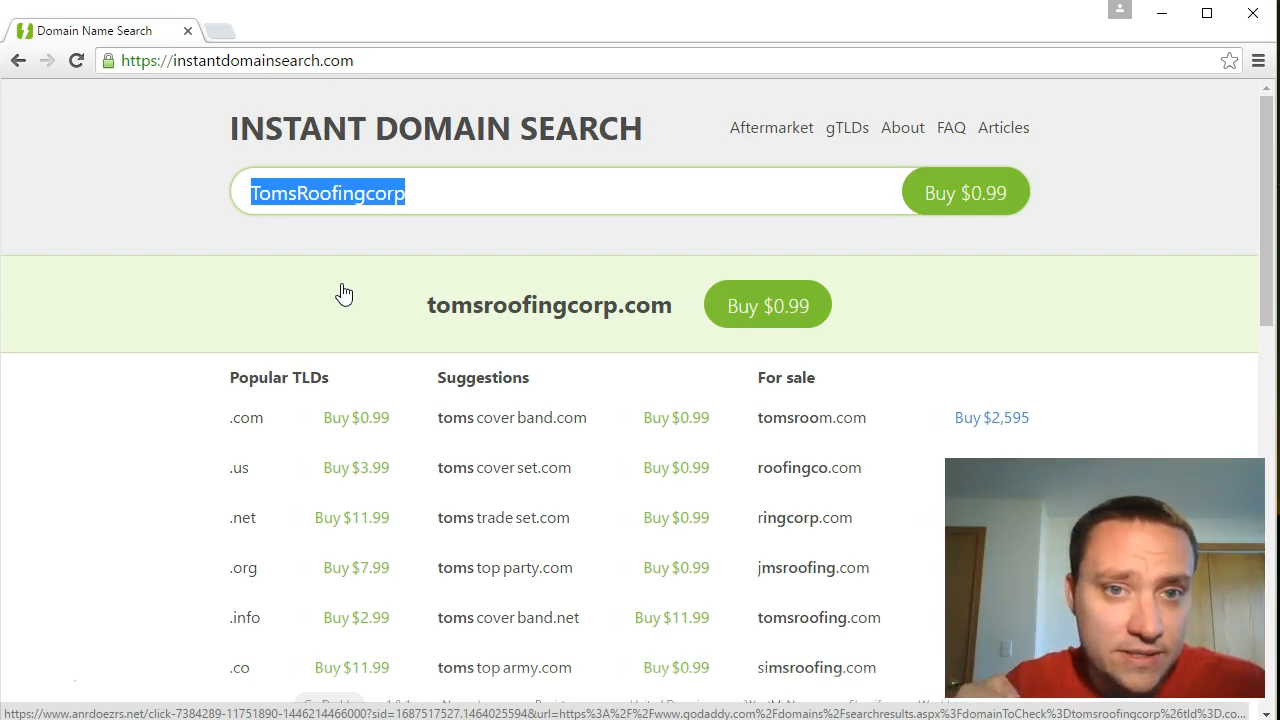 Domain Name Search
https://instantdomainsearch.com
INSTANT DOMAIN SEARCH
Aftermarket gTLDs About FAQ Articles
TomsRoofingcorp
Buy $0.99
tomsroofingcorp.com
Buy $0.99
Popular TLDs Suggestions For sale
.com Buy $0.99 toms cover band.com Buy $0.99 tomsroom.com Buy $2,595
.us Buy $3.99 toms cover set.com Buy $0.99 roofingco.com
.net Buy $11.99 toms trade set.com Buy $0.99 ringcorp.com
.org Buy $7.99 toms top party.com Buy $0.99 jmsroofing.com
.info Buy $2.99 toms cover band.net Buy $11.99 tomsroofing.com
.co Buy $11.99 toms top army.com Buy $0.99 simsroofing.com
https://www.anrdoezrs.net/click-7384289-11751890-1446214466000?sid=1687517527.1464025594&url=https%3A%2F%2Fwww.godaddy.com%2Fdomains%2Fsearchresults.aspx%3FdomainToCheck%3Dtomsroofingcorp%26tld%3D.co...